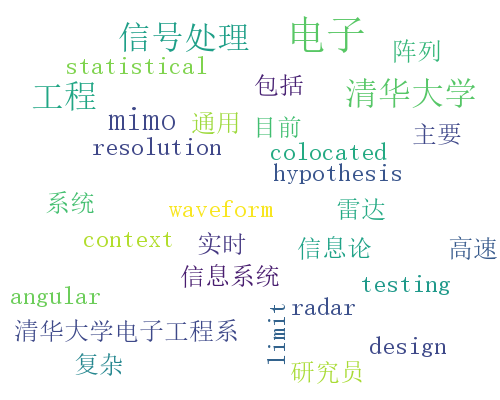 信号处理
电子
阵列
statistical
包括
清华大学
工程
mimo
通用
目前
主要
resolution
colocated
hypothesis
系统
waveform
雷达
context
实时
信息论
高速
信息系统
testing
angular
radar
limit
清华大学电子工程系
design
复杂
研究员